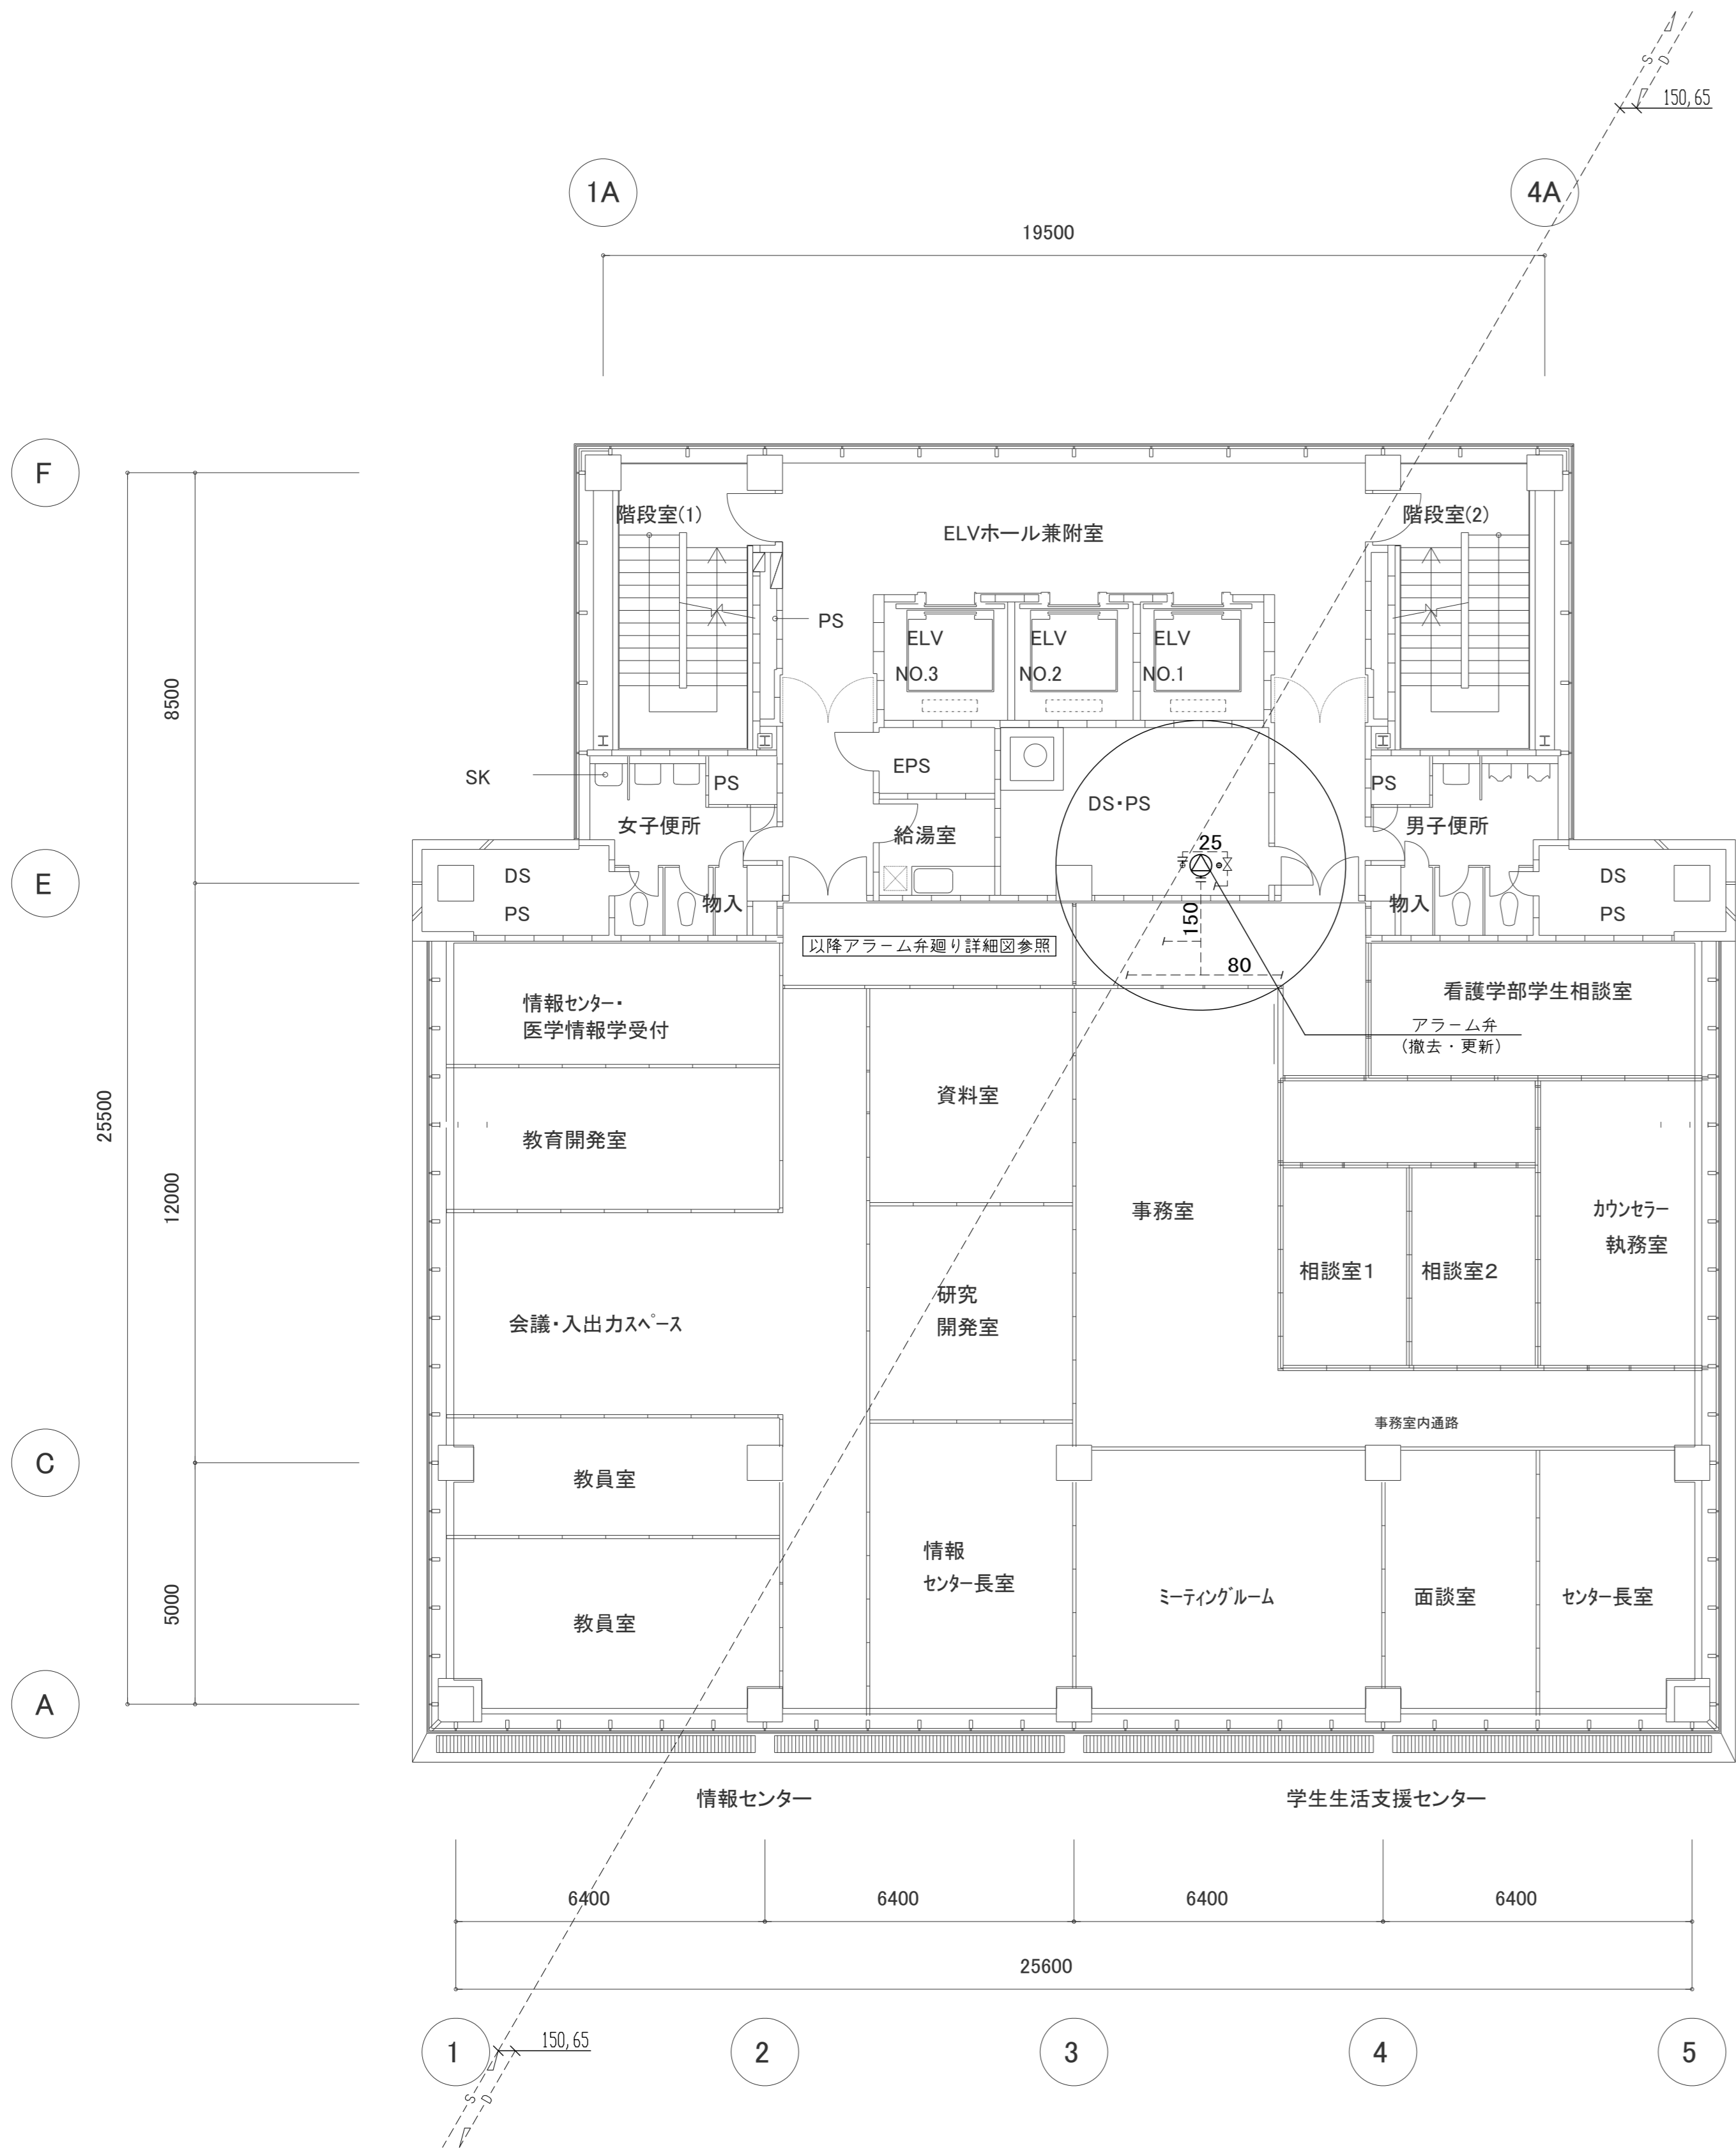 S
D
150,65
1A
4A
19500
F
階段室(1)
ELVホール兼附室
階段室(2)
PS
ELV
NO.3
ELV
NO.2
ELV
NO.1
8500
SK
PS
EPS
DS・PS
PS
女子便所
給湯室
25
男子便所
E
DS
PS
物入
150
物入
DS
PS
以降アラーム弁廻り詳細図参照
80
情報センター・
医学情報学受付
看護学部学生相談室
アラーム弁
(撤去・更新)
25500
資料室
教育開発室
12000
事務室
カウンセラー
執務室
相談室1
相談室2
研究
開発室
会議・入出力スペース
事務室内通路
C
教員室
情報
センター長室
ミーティングルーム
面談室
センター長室
5000
教員室
A
情報センター
学生生活支援センター
6400
6400
6400
6400
25600
1
150,65
2
3
4
5
S
D